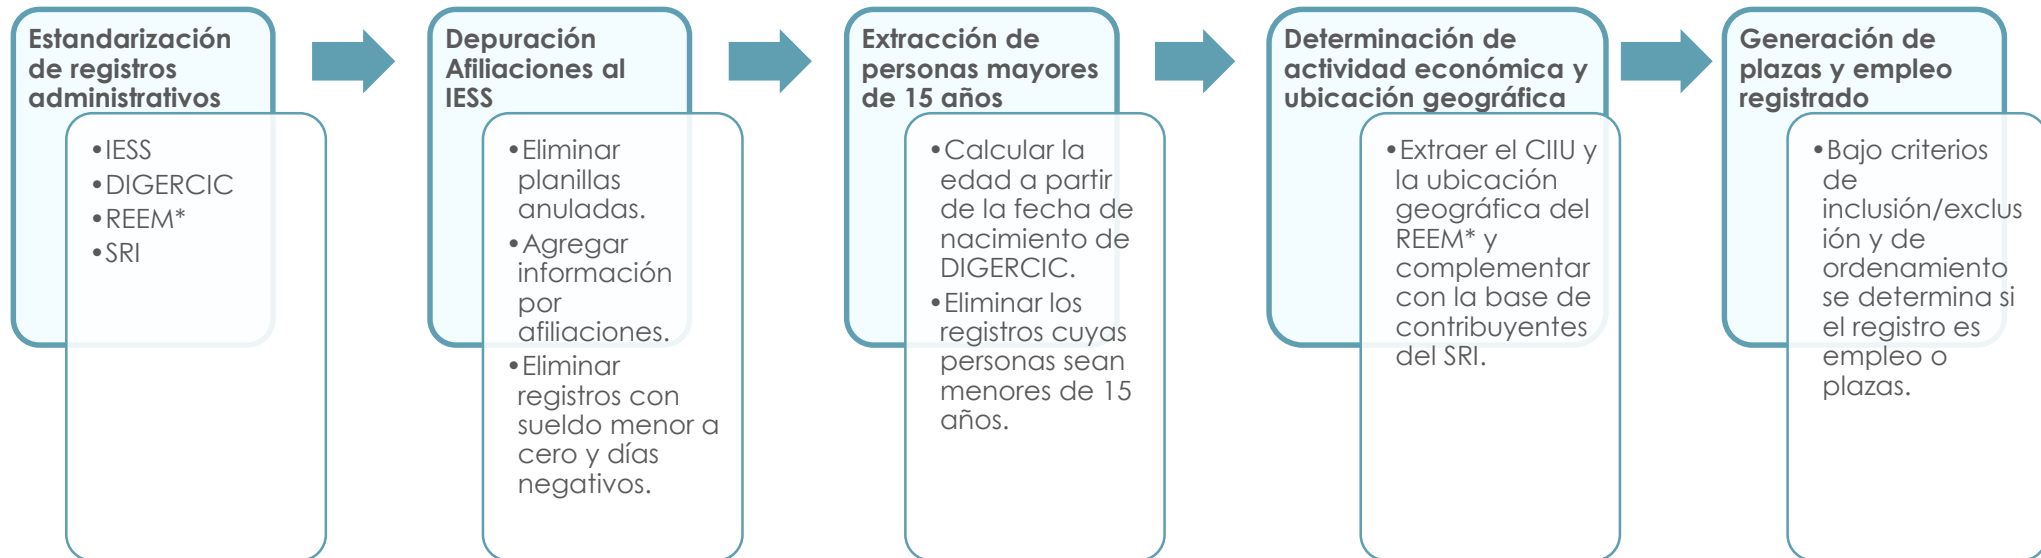 Estandarización
de registros
administrativos
•IESS
•DIGERCIC
•REEM*
•SRI
Depuración
Afiliaciones al
IESS
•Eliminar
planillas
anuladas.
•Agregar
información
por
afiliaciones.
•Eliminar
registros con
sueldo menor a
cero y días
negativos.
Extracción de
personas mayores
de 15 años
•Calcular la
edad a partir
de la fecha de
nacimiento de
DIGERCIC.
•Eliminar los
registros cuyas
personas sean
menores de 15
años.
Determinación de
actividad económica y
ubicación geográfica
•Extraer el CIIU y
la ubicación
geográfica del
REEM* y
complementar
con la base de
contribuyentes
del SRI.
Generación de
plazas y empleo
registrado
•Bajo criterios
de
inclusión/exclus
ión y de
ordenamiento
se determina si
el registro es
empleo o
plazas.